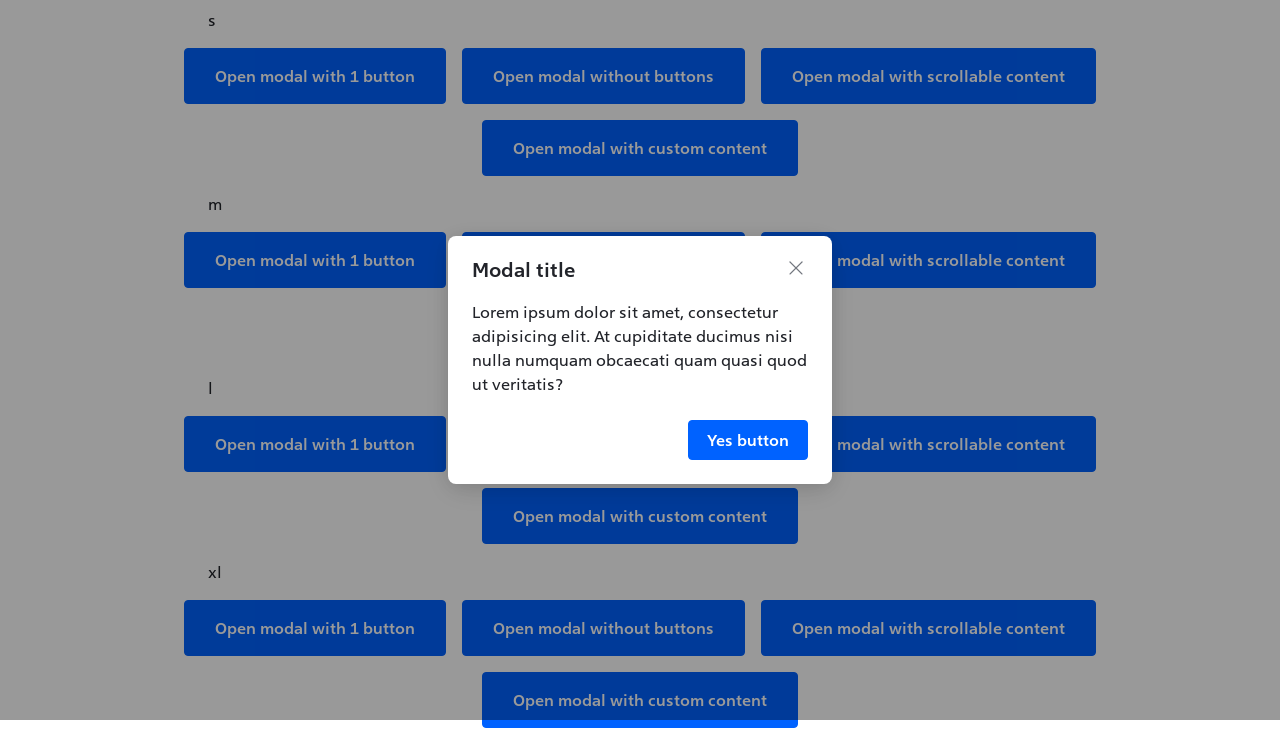 s
Open modal with 1 button
Open modal without buttons
Open modal with scrollable content
Open modal with custom content
m
Open modal with 1 button
modal with scrollable content
Modal title
Lorem ipsum dolor sit amet, consectetur
adipisicing elit. At cupiditate ducimus nisi
nulla numquam obcaecati quam quasi quod
ut veritatis?
Yes button
l
Open modal with 1 button
modal with scrollable content
Open modal with custom content
xl
Open modal with 1 button
Open modal without buttons
Open modal with scrollable content
Open modal with custom content